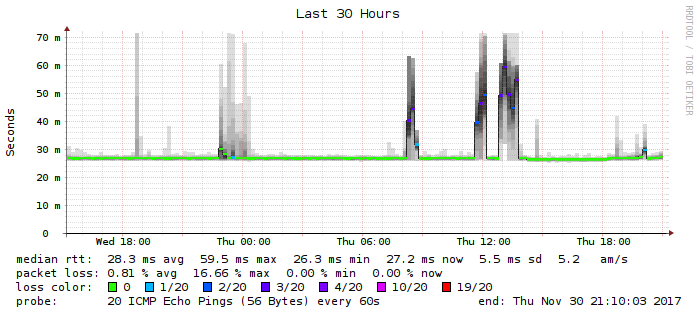 Last 30 Hours
RRDTOOL / TOBI OETIKER
Seconds
70 m
60 m
50 m
40 m
30 m
20 m
10 m
0
Wed 18:00 Thu 00:00 Thu 06:00 Thu 12:00 Thu 18:00
median rtt: 28.3 ms avg 59.5 ms max 26.3 ms min 27.2 ms now 5.5 ms sd 5.2 am/s
packet loss: 0.81 % avg 16.66 % max 0.00 % min 0.00 % now
loss color: 0 1/20 2/20 3/20 4/20 10/20 19/20
probe: 20 ICMP Echo Pings (56 Bytes) every 60s end: Thu Nov 30 21:10:03 2017